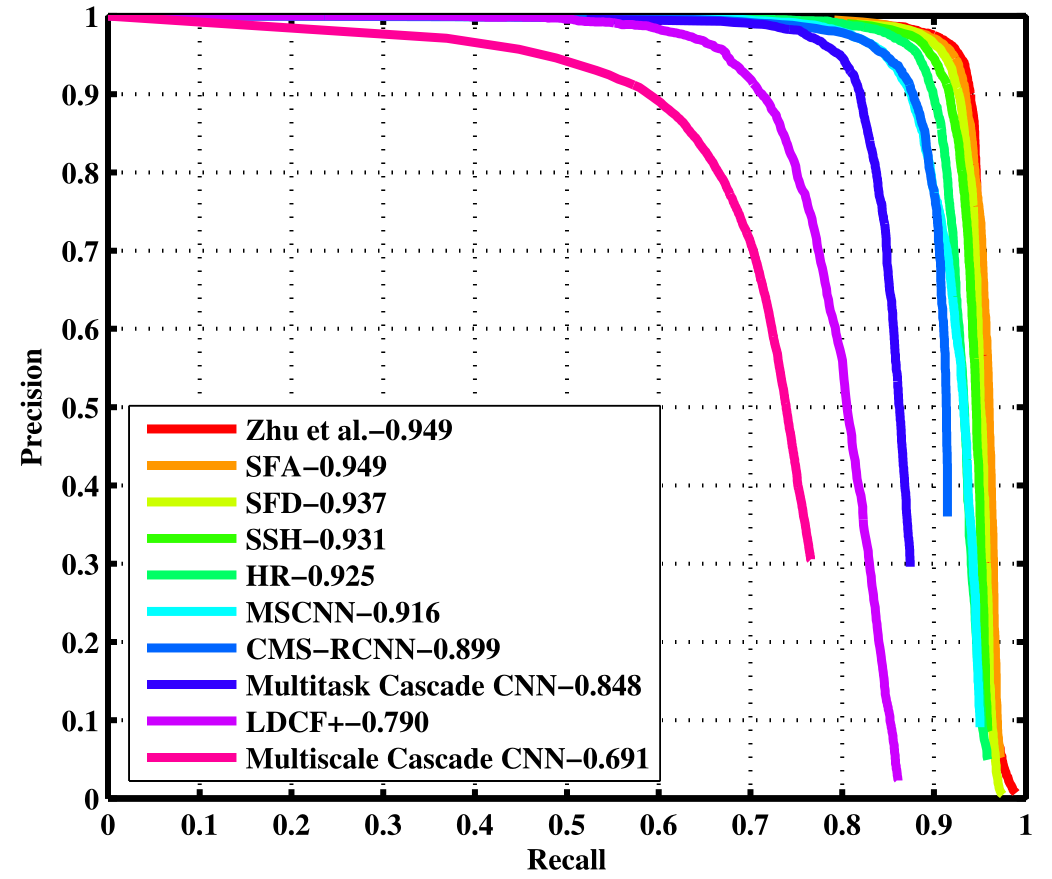 1
0.9
0.8
0.7
0.6
0.5
0.4
0.3
0.2
0.1
0
Precision
Zhu et al.−0.949
SFA−0.949
SFD−0.937
SSH−0.931
HR−0.925
MSCNN−0.916
CMS−RCNN−0.899
Multitask Cascade CNN−0.848
LDCF+−0.790
Multiscale Cascade CNN−0.691
0 0.1 0.2 0.3 0.4 0.5 0.6 0.7 0.8 0.9 1
Recall